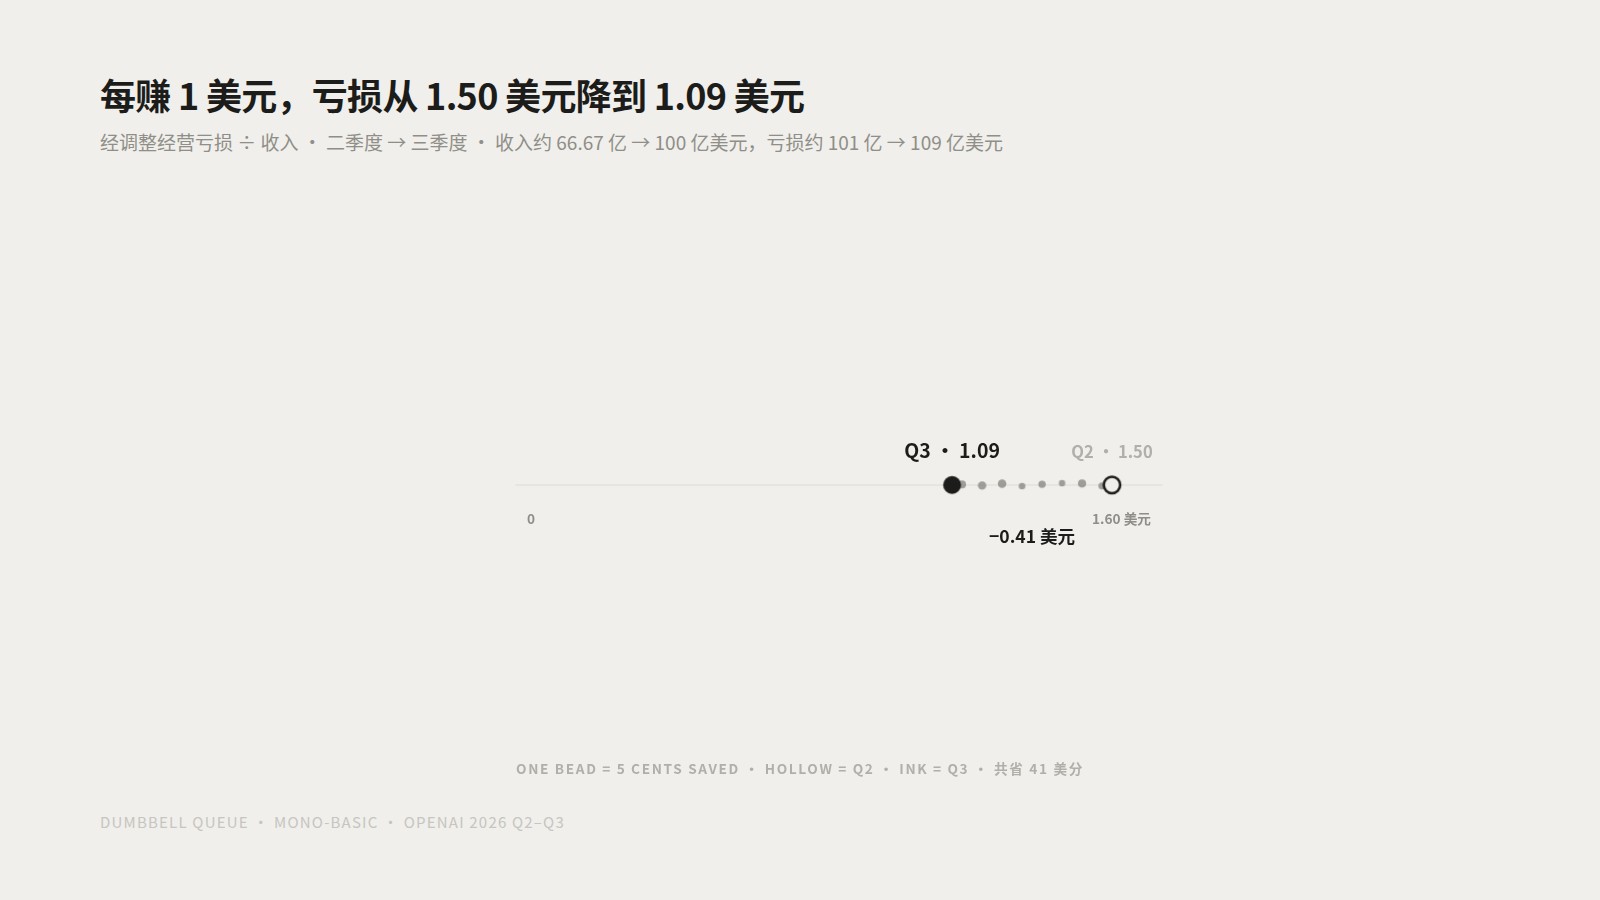 每赚 1 美元，亏损从 1.50 美元降到 1.09 美元
经调整经营亏损 ÷ 收入 · 二季度 → 三季度 · 收入约 66.67 亿 → 100 亿美元，亏损约 101 亿 → 109 亿美元
Q3 · 1.09
Q2 · 1.50
0
1.60 美元
−0.41 美元
ONE BEAD = 5 CENTS SAVED · HOLLOW = Q2 · INK = Q3 · 共省 41 美分
DUMBBELL QUEUE · MONO-BASIC · OPENAI 2026 Q2–Q3